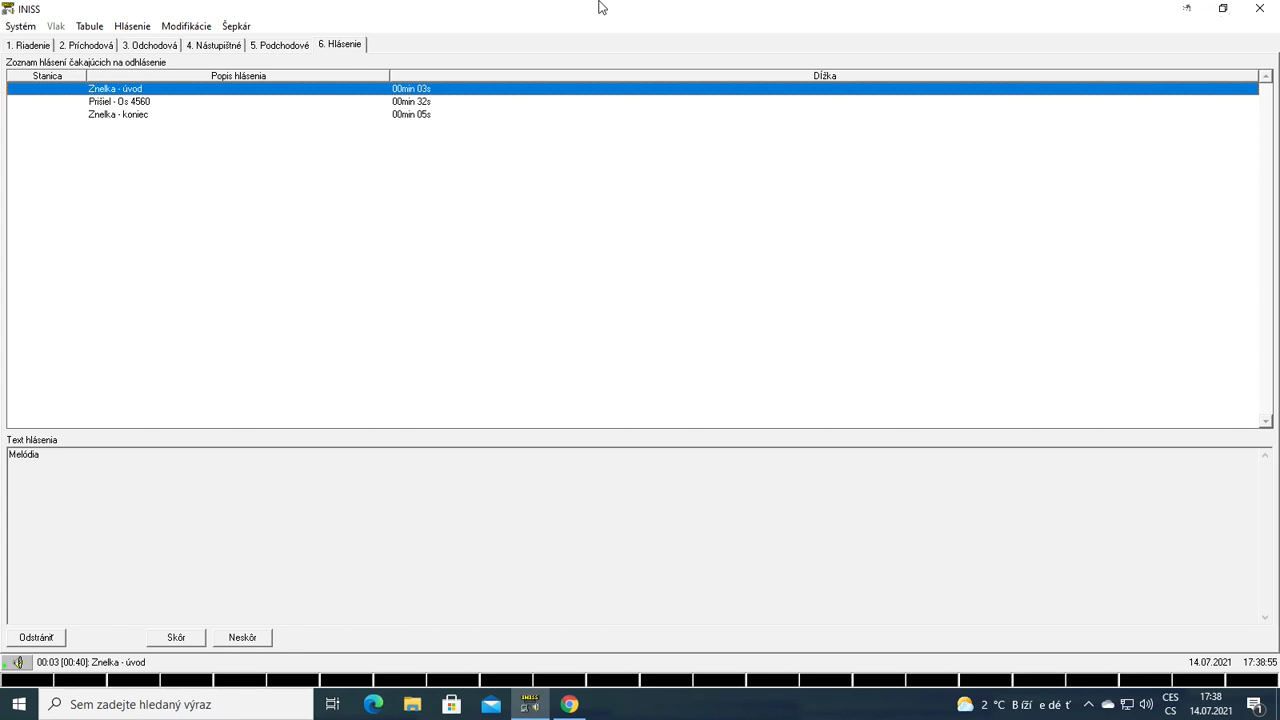 INISS
Systém Vlak Tabule Hlásenie Modifikácie Šepkár
1. Riadenie 2. Príchodová 3. Odchodová 4. Nástupištné 5. Podchodové 6. Hlásenie
Zoznam hlásení čakajúcich na odhlásenie
Stanica Popis hlásenia Dĺžka
Znelka - úvod 00min 03s
Prišiel - Os 4560 00min 32s
Znelka - koniec 00min 05s
Text hlásenia
Melódia
Odstrániť Skôr Neskôr
00:03 [00:40]: Znelka - úvod 14.07.2021 17:38:55
Sem zadejte hledaný výraz 2 °C CES 17:38
CS 14.07.2021 1